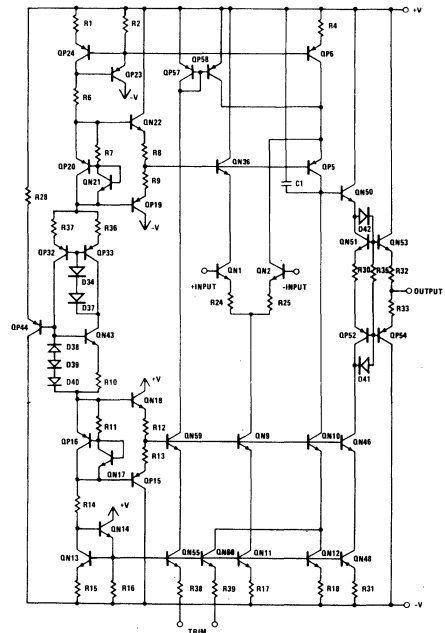 R1
R2
R4
+V
QP24
QP23
-V
QP57
QP58
QP6
R6
QN22
R7
R8
QP20
QN21
R9
QP19
-V
QN36
QP5
C1
QN50
D42
QN51
QN53
R28
R37
R36
QP32
QP33
D34
D37
QN1
QN2
+INPUT
-INPUT
R24
R25
R30
R35
R32
OUTPUT
R33
QP44
QN43
D38
D39
D40
R10
QP52
QP54
D41
+V
QN18
R11
R12
QP16
R13
QN17
QP15
QN59
QN9
QN10
QN46
R14
+V
QN14
QN13
QN55
QN11
QN12
QN48
R15
R16
R38
R39
R17
R18
R31
-V
TRIM